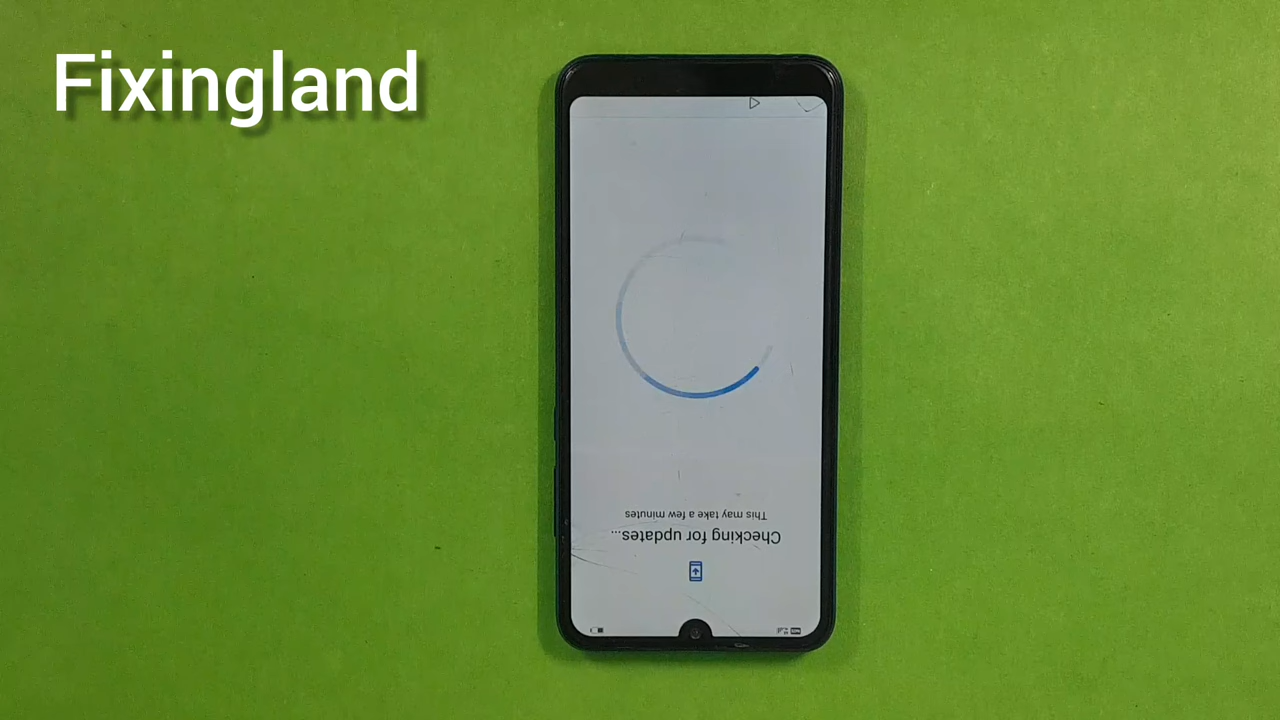 Fixingland
Checking for updates...
This may take a few minutes